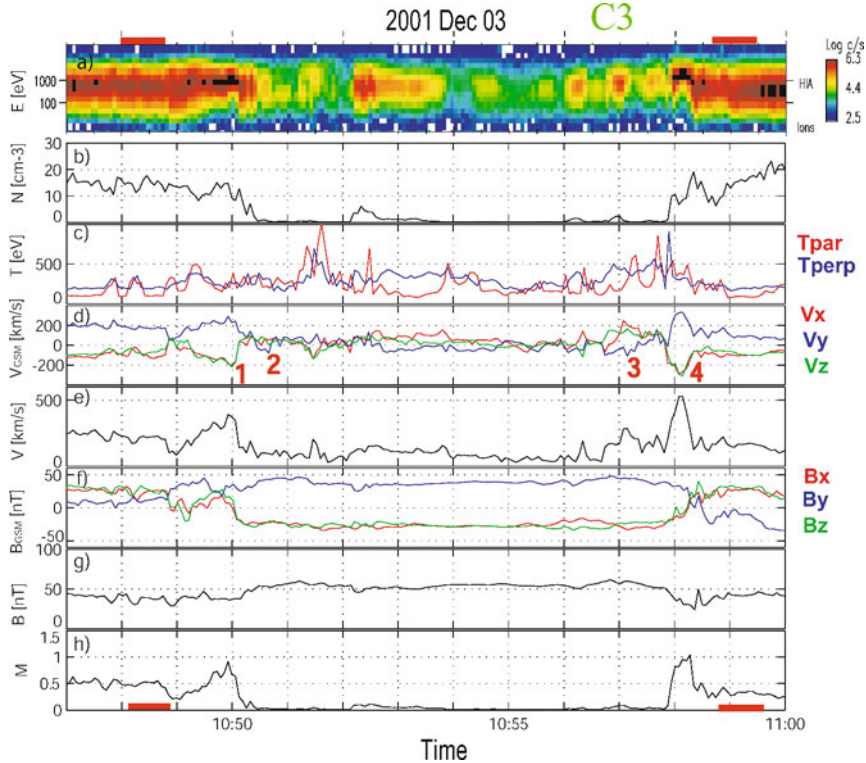 2001 Dec 03
C3
a)
E [eV]
1000
100
HIA
Ions
Log c/s
6.3
4.4
2.5
b)
N [cm-3]
30
20
10
0
c)
T [eV]
500
0
Tpar
Tperp
d)
VGSM [km/s]
200
0
-200
1
2
3
4
Vx
Vy
Vz
e)
V [km/s]
500
0
f)
BGSM [nT]
50
0
-50
Bx
By
Bz
g)
B [nT]
100
50
0
h)
M
1.5
1
0.5
0
10:50
10:55
11:00
Time